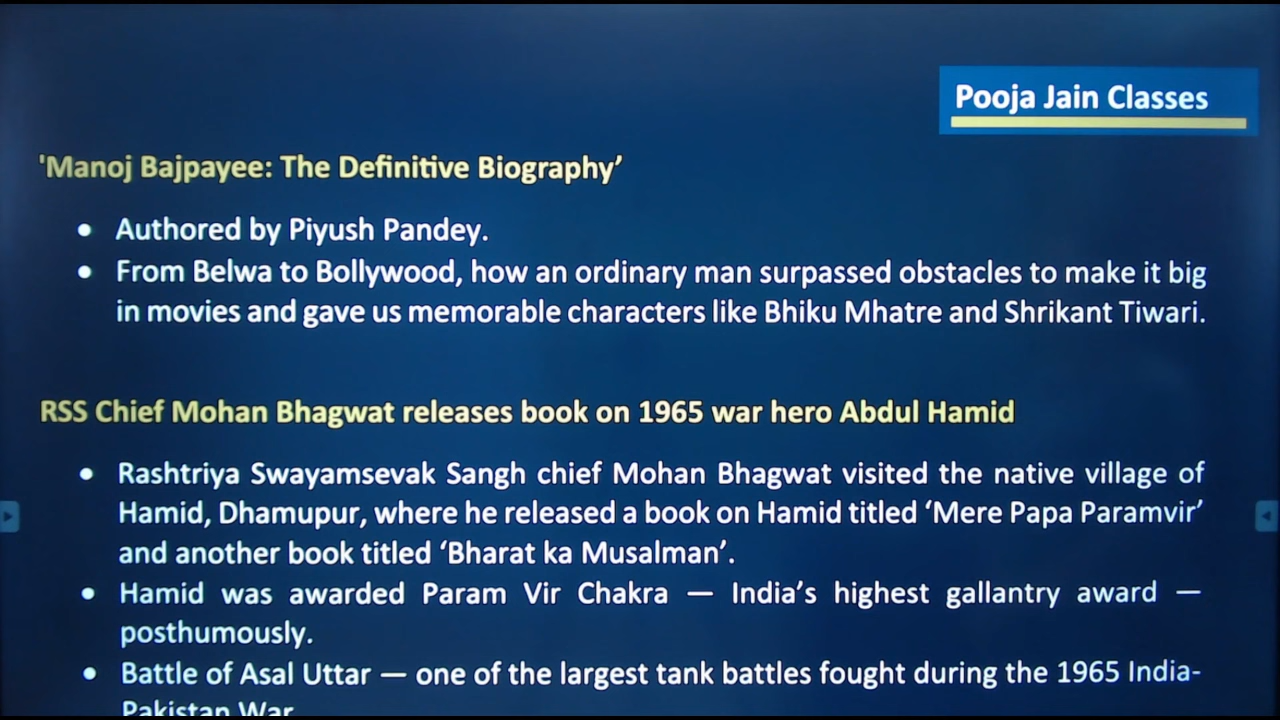 Pooja Jain Classes
'Manoj Bajpayee: The Definitive Biography’
• Authored by Piyush Pandey.
• From Belwa to Bollywood, how an ordinary man surpassed obstacles to make it big
in movies and gave us memorable characters like Bhiku Mhatre and Shrikant Tiwari.
RSS Chief Mohan Bhagwat releases book on 1965 war hero Abdul Hamid
• Rashtriya Swayamsevak Sangh chief Mohan Bhagwat visited the native village of
Hamid, Dhamupur, where he released a book on Hamid titled ‘Mere Papa Paramvir’
and another book titled ‘Bharat ka Musalman’.
• Hamid was awarded Param Vir Chakra — India’s highest gallantry award —
posthumously.
• Battle of Asal Uttar — one of the largest tank battles fought during the 1965 India-
Pakistan War